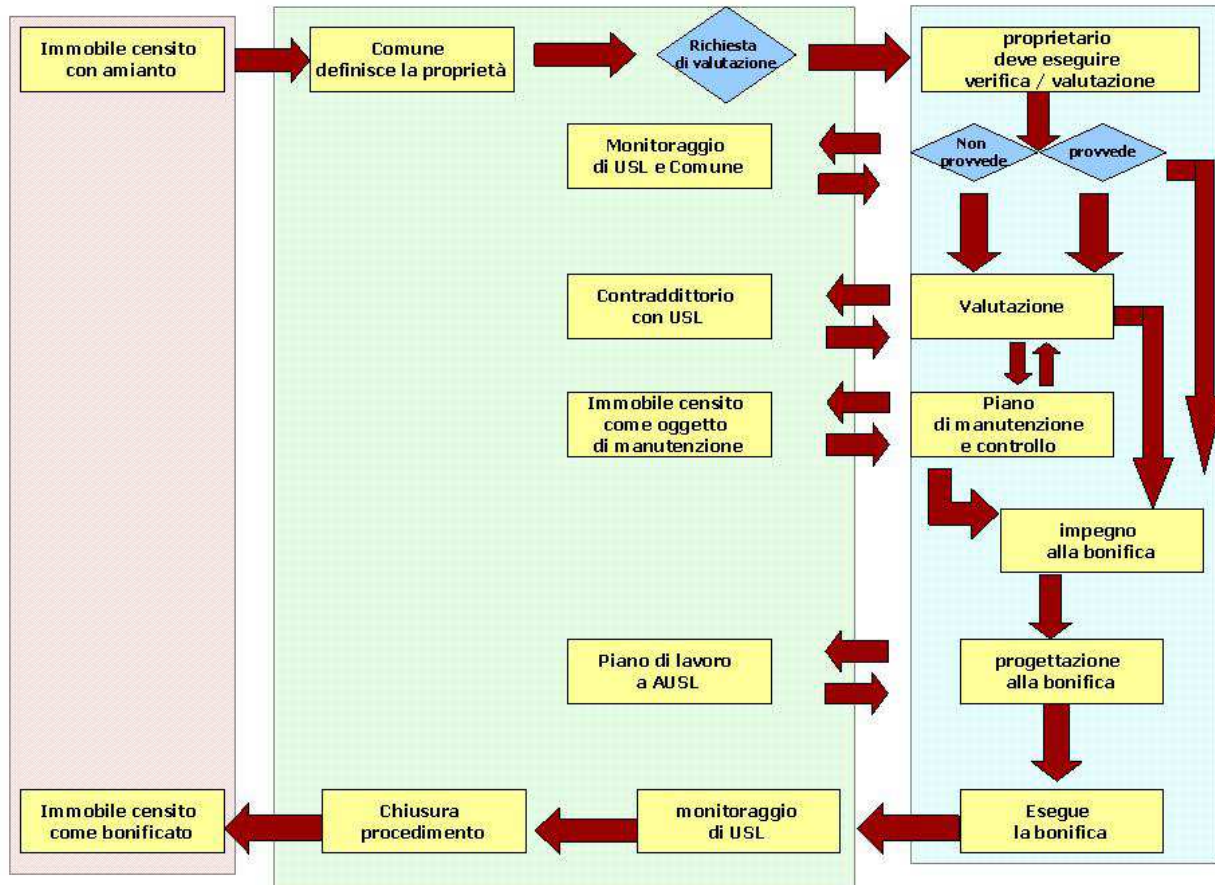 Immobile censito
con amianto
Comune
definisce la proprietà
Richiesta
di valutazione
proprietario
deve eseguire
verifica / valutazione
Non
provvede
provvede
Monitoraggio
di USL e Comune
Contraddittorio
con USL
Valutazione
Immobile censito
come oggetto
di manutenzione
Piano
di manutenzione
e controllo
impegno
alla bonifica
Piano di lavoro
a AUSL
progettazione
alla bonifica
Immobile censito
come bonificato
Chiusura
procedimento
monitoraggio
di USL
Esegue
la bonifica